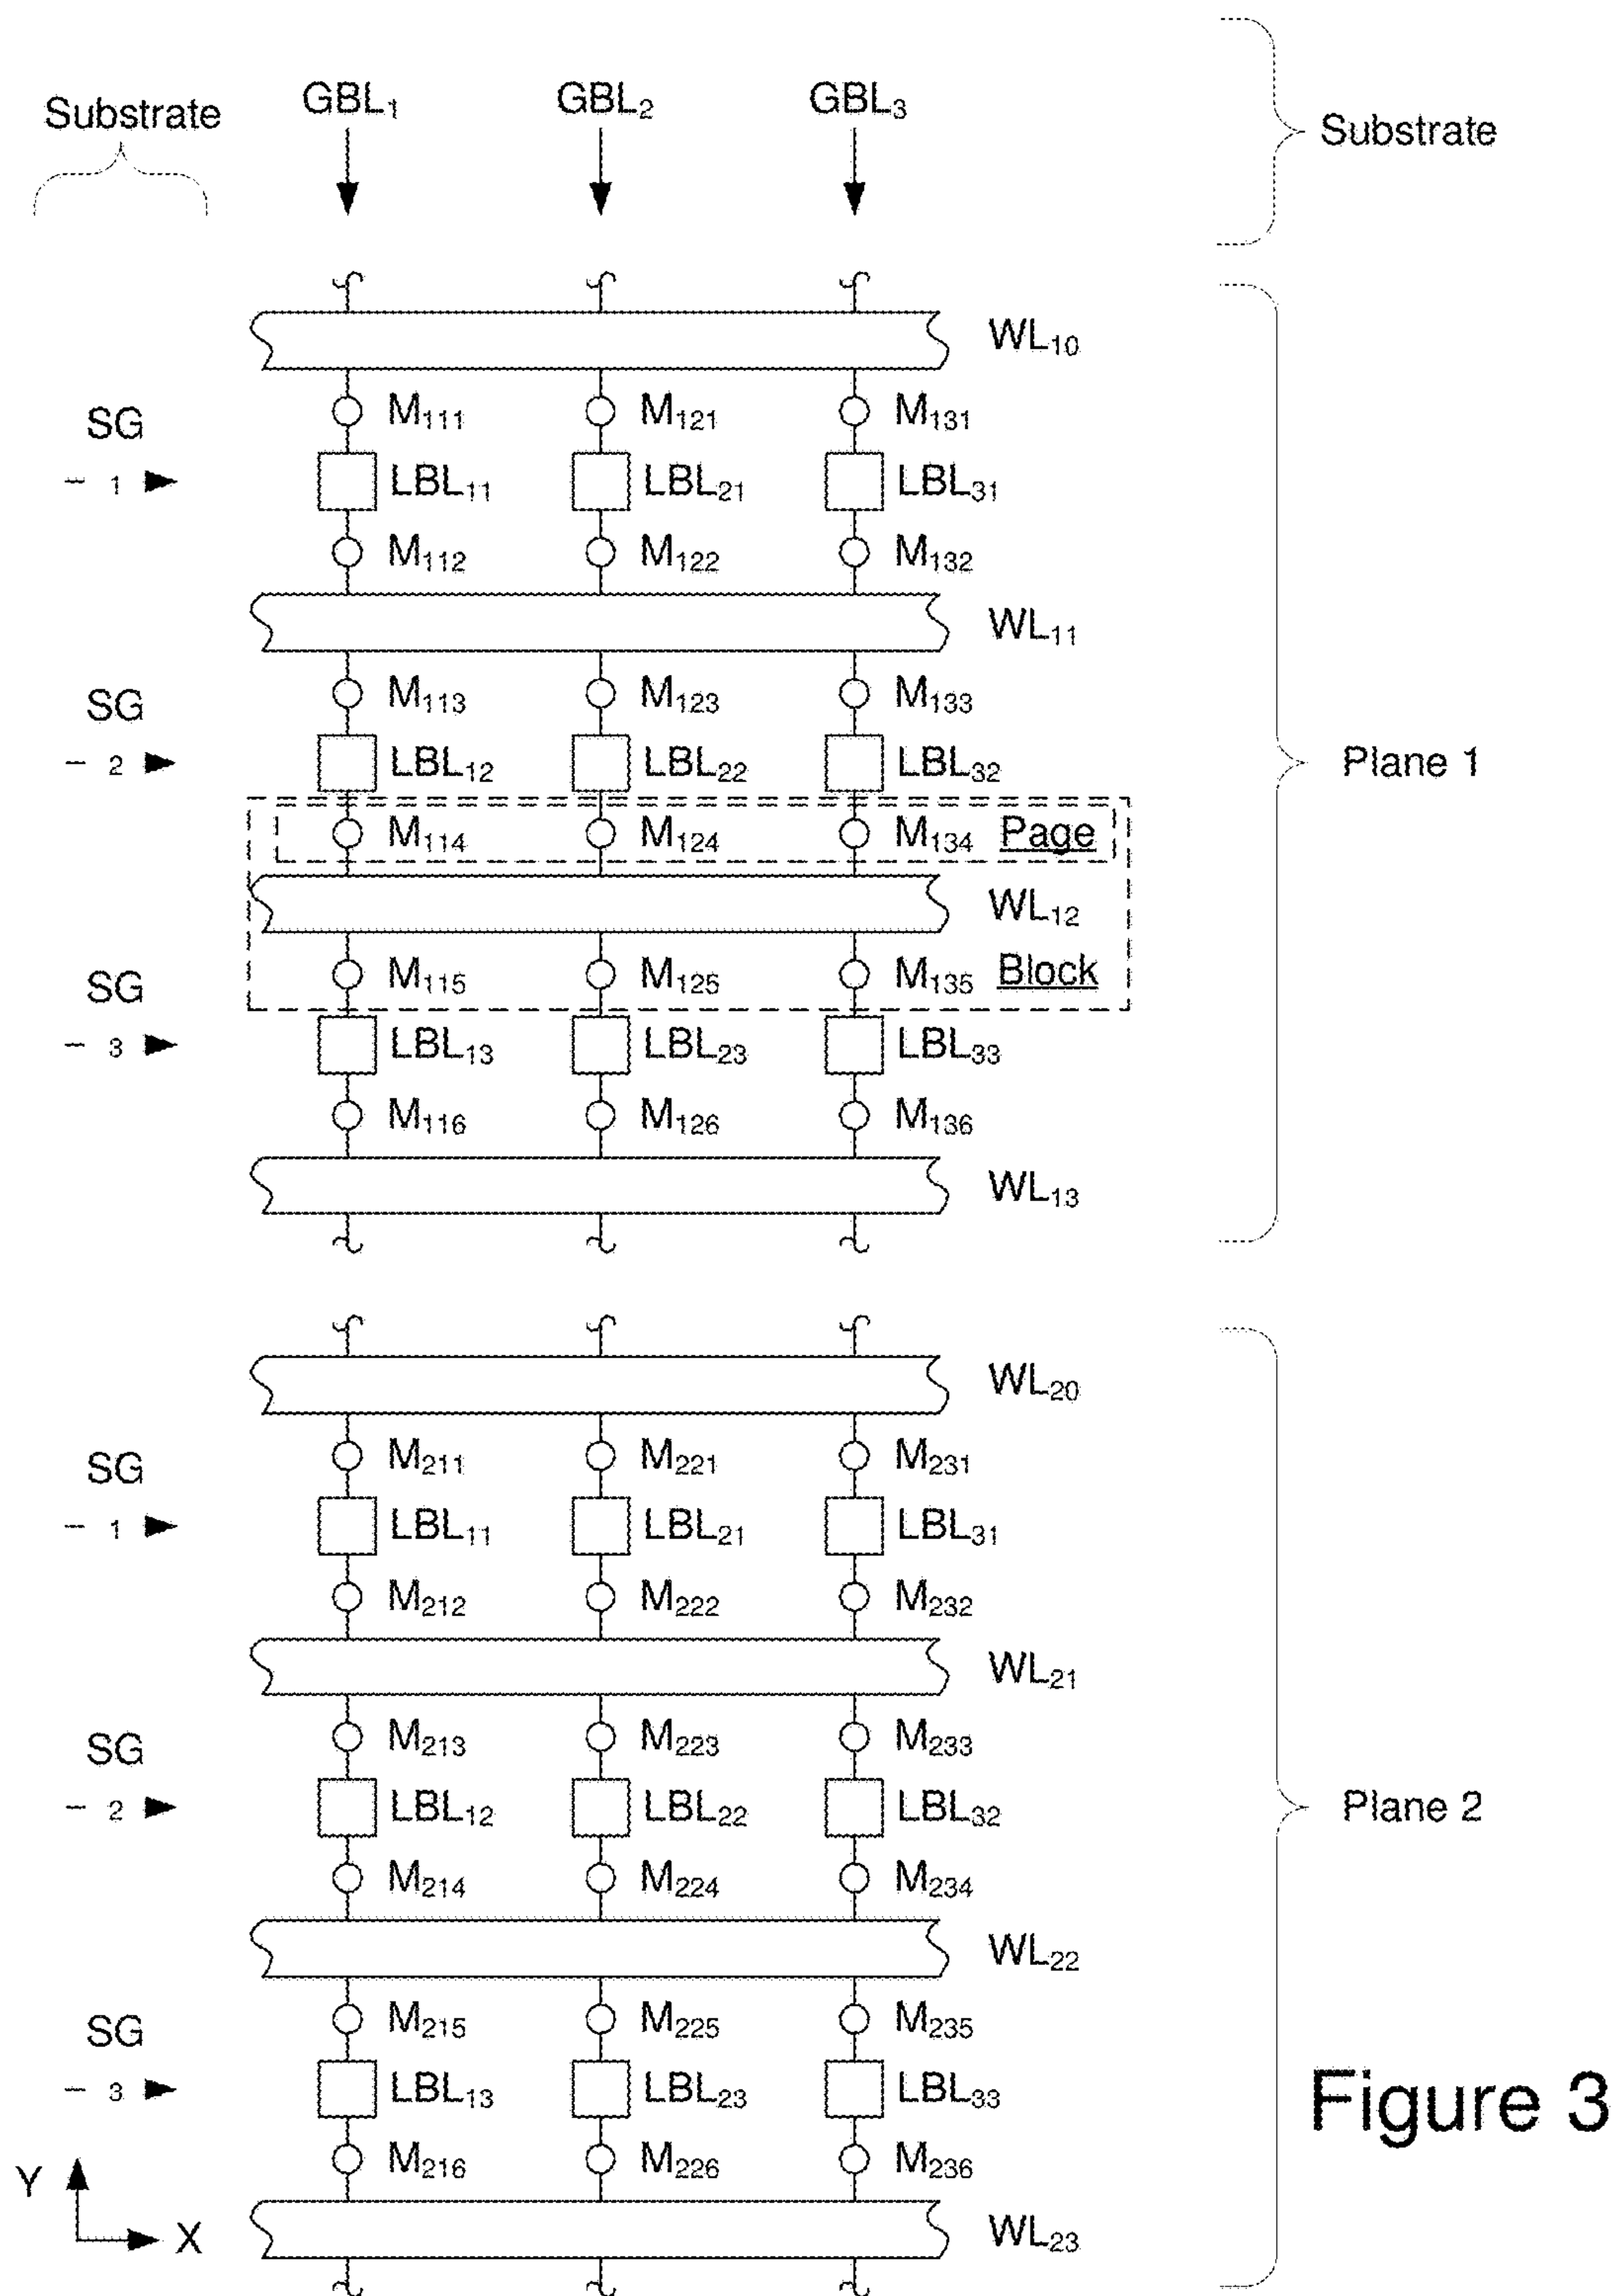 Substrate GBL₁ GBL₂ GBL₃ Substrate
WL₁₀
SG M₁₁₁ M₁₂₁ M₁₃₁
1 LBL₁₁ LBL₂₁ LBL₃₁
M₁₁₂ M₁₂₂ M₁₃₂
WL₁₁
SG M₁₁₃ M₁₂₃ M₁₃₃
2 LBL₁₂ LBL₂₂ LBL₃₂ Plane 1
M₁₁₄ M₁₂₄ M₁₃₄ Page
WL₁₂
SG M₁₁₅ M₁₂₅ M₁₃₅ Block
3 LBL₁₃ LBL₂₃ LBL₃₃
M₁₁₆ M₁₂₆ M₁₃₆
WL₁₃
WL₂₀
SG M₂₁₁ M₂₂₁ M₂₃₁
1 LBL₁₁ LBL₂₁ LBL₃₁
M₂₁₂ M₂₂₂ M₂₃₂
WL₂₁
SG M₂₁₃ M₂₂₃ M₂₃₃
2 LBL₁₂ LBL₂₂ LBL₃₂ Plane 2
M₂₁₄ M₂₂₄ M₂₃₄
WL₂₂
SG M₂₁₅ M₂₂₅ M₂₃₅
3 LBL₁₃ LBL₂₃ LBL₃₃ Figure 3
Y M₂₁₆ M₂₂₆ M₂₃₆
X WL₂₃